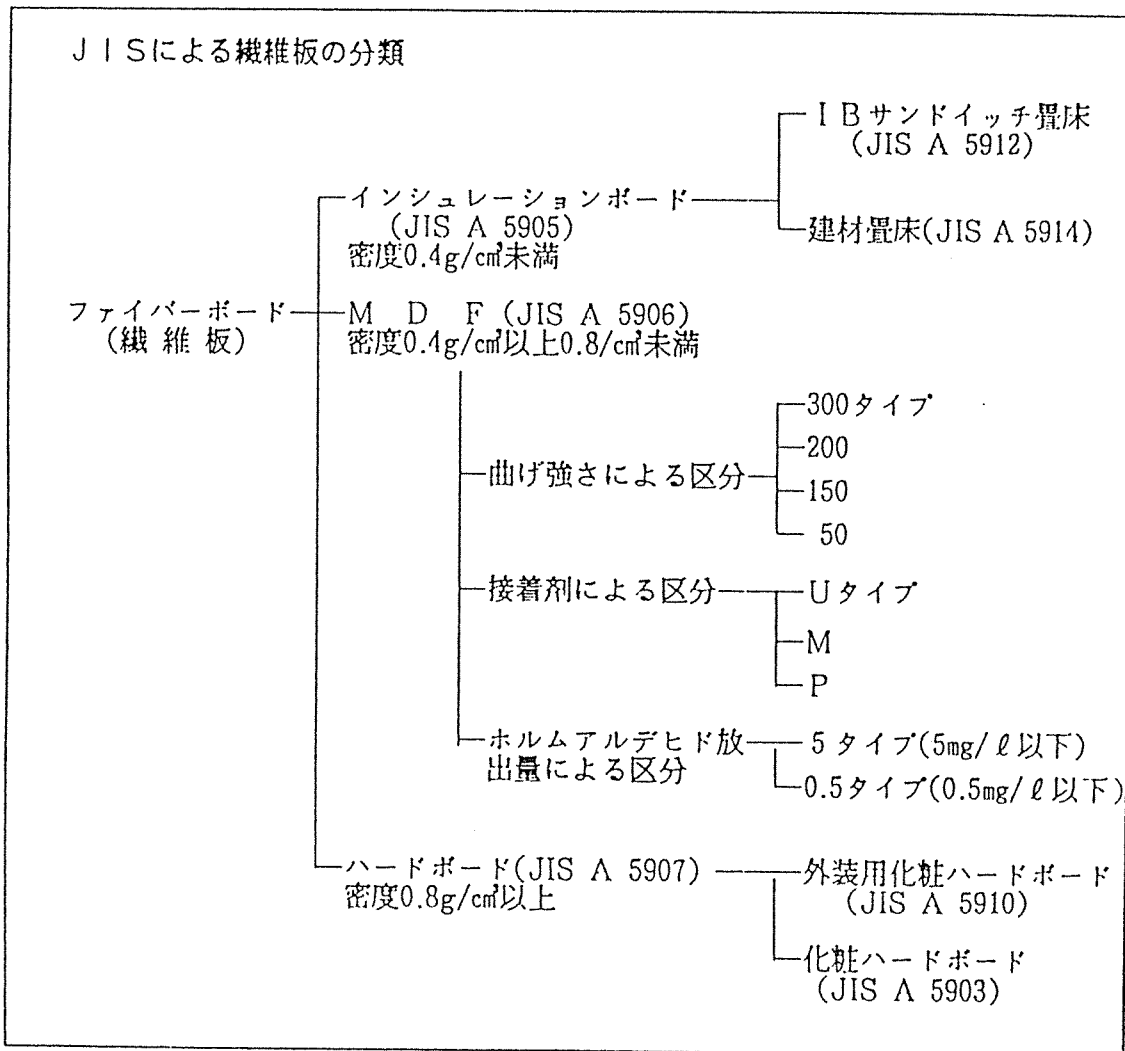 JISによる繊維板の分類
IBサンドイッチ畳床
(JIS A 5912)
インシュレーションボード
(JIS A 5905)
密度0.4g/c㎥未満
建材畳床(JIS A 5914)
ファイバーボード
(繊維板)
M D F (JIS A 5906)
密度0.4g/c㎥以上0.8/c㎥未満
300タイプ
200
曲げ強さによる区分
150
50
接着剤による区分
Uタイプ
M
P
ホルムアルデヒド放
出量による区分
5タイプ(5mg/ℓ以下)
0.5タイプ(0.5mg/ℓ以下)
ハードボード(JIS A 5907)
密度0.8g/c㎥以上
外装用化粧ハードボード
(JIS A 5910)
化粧ハードボード
(JIS A 5903)